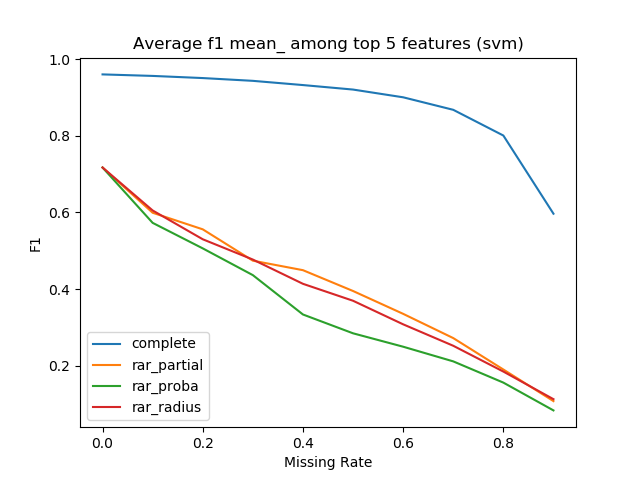 Average f1 mean_ among top 5 features (svm)
1.0
0.8
0.6
0.4
0.2
F1
complete
rar_partial
rar_proba
rar_radius
0.0 0.2 0.4 0.6 0.8
Missing Rate